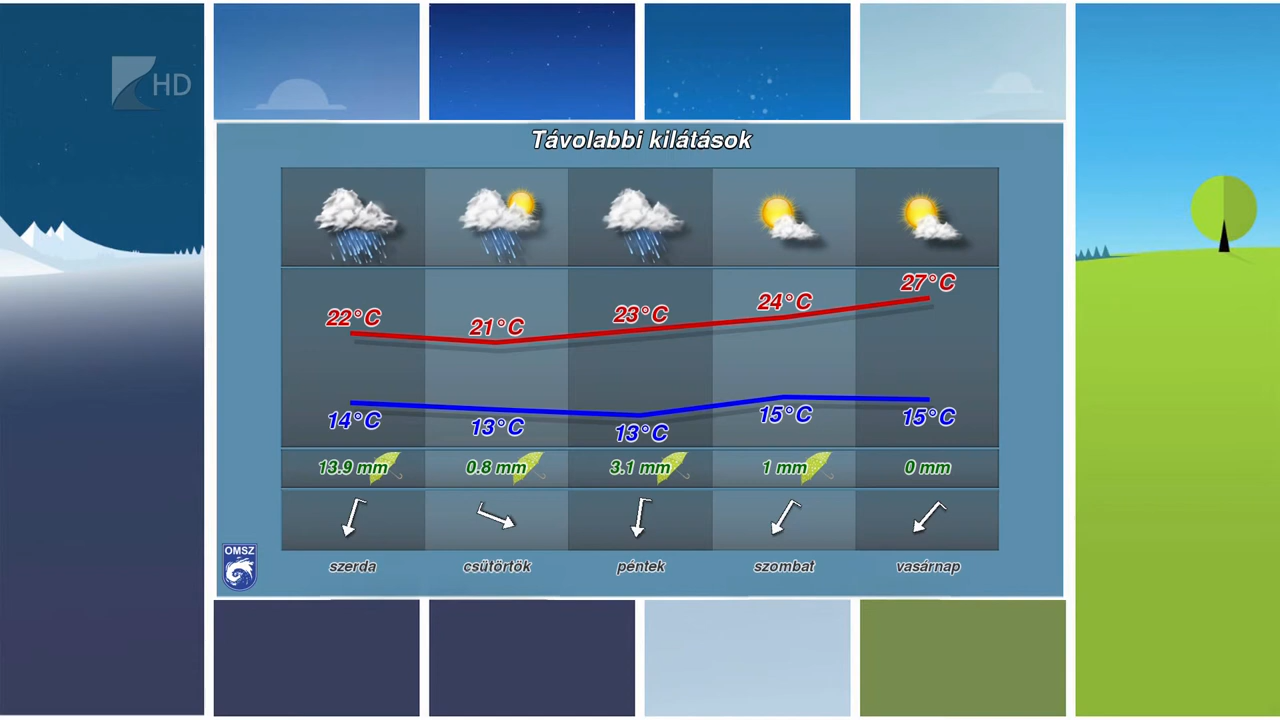 HD
Távolabbi kilátások
22°C 21°C 23°C 24°C 27°C
14°C 13°C 13°C 15°C 15°C
13.9 mm 0.8 mm 3.1 mm 1 mm 0 mm
OMSZ
szerda csütörtök péntek szombat vasárnap